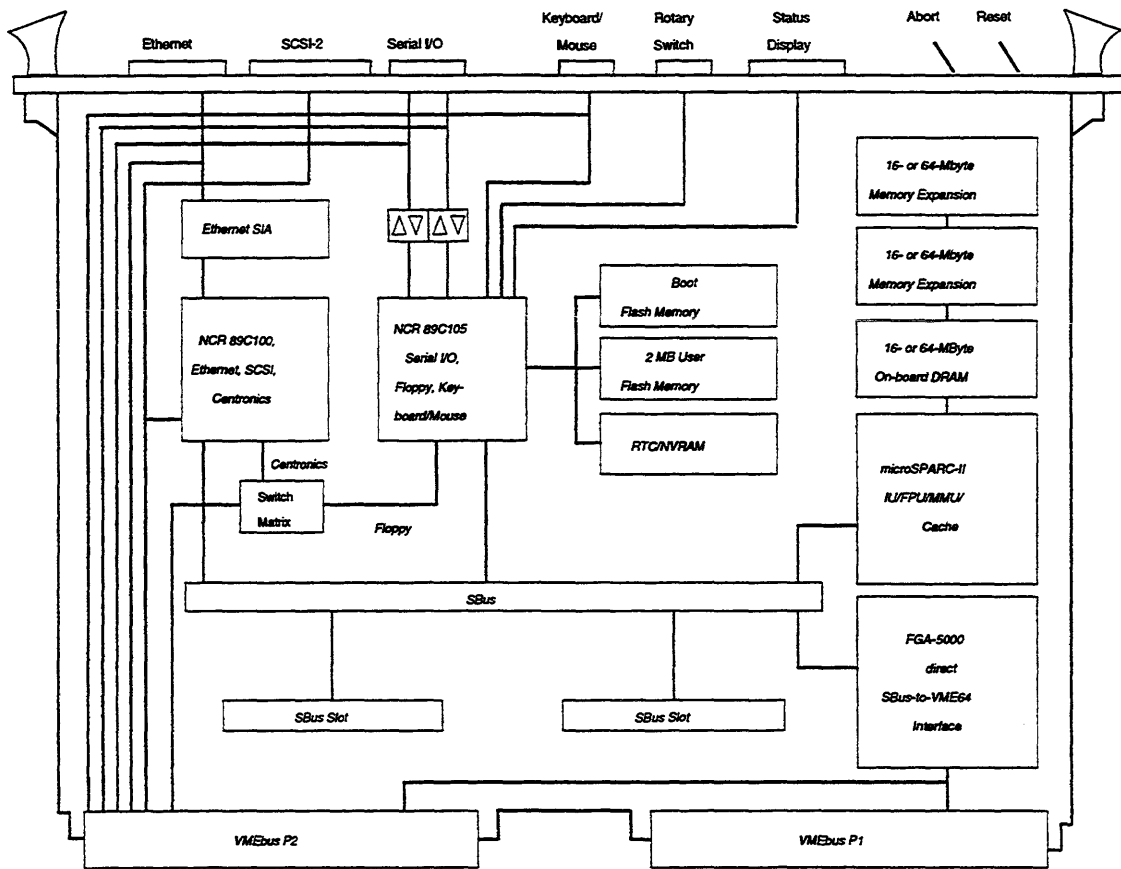 Ethernet
SCSI-2
Serial I/O
Keyboard/
Mouse
Rotary
Switch
Status
Display
Abort
Reset
16- or 64-Mbyte
Memory Expansion
Ethernet SIA
16- or 64-Mbyte
Memory Expansion
Boot
Flash Memory
NCR 89C100,
Ethernet, SCSI,
Centronics
NCR 89C105
Serial I/O,
Floppy, Key-
board/Mouse
2 MB User
Flash Memory
16- or 64-MByte
On-board DRAM
RTC/NVRAM
microSPARC-II
IU/FPU/MMU/
Cache
Centronics
Switch
Matrix
Floppy
SBus
FGA-5000
direct
SBus-to-VME64
Interface
SBus Slot
SBus Slot
VMEbus P2
VMEbus P1